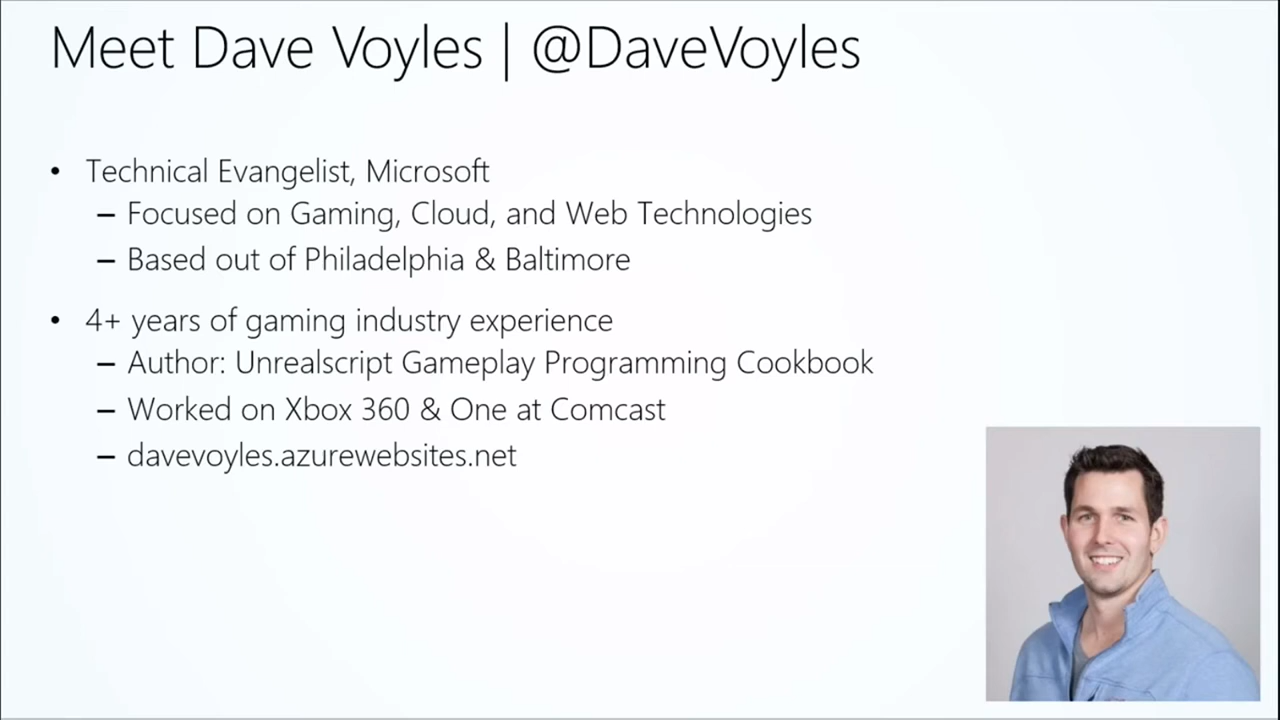 Meet Dave Voyles | @DaveVoyles
• Technical Evangelist, Microsoft
– Focused on Gaming, Cloud, and Web Technologies
– Based out of Philadelphia & Baltimore
• 4+ years of gaming industry experience
– Author: Unrealscript Gameplay Programming Cookbook
– Worked on Xbox 360 & One at Comcast
– davevoyles.azurewebsites.net